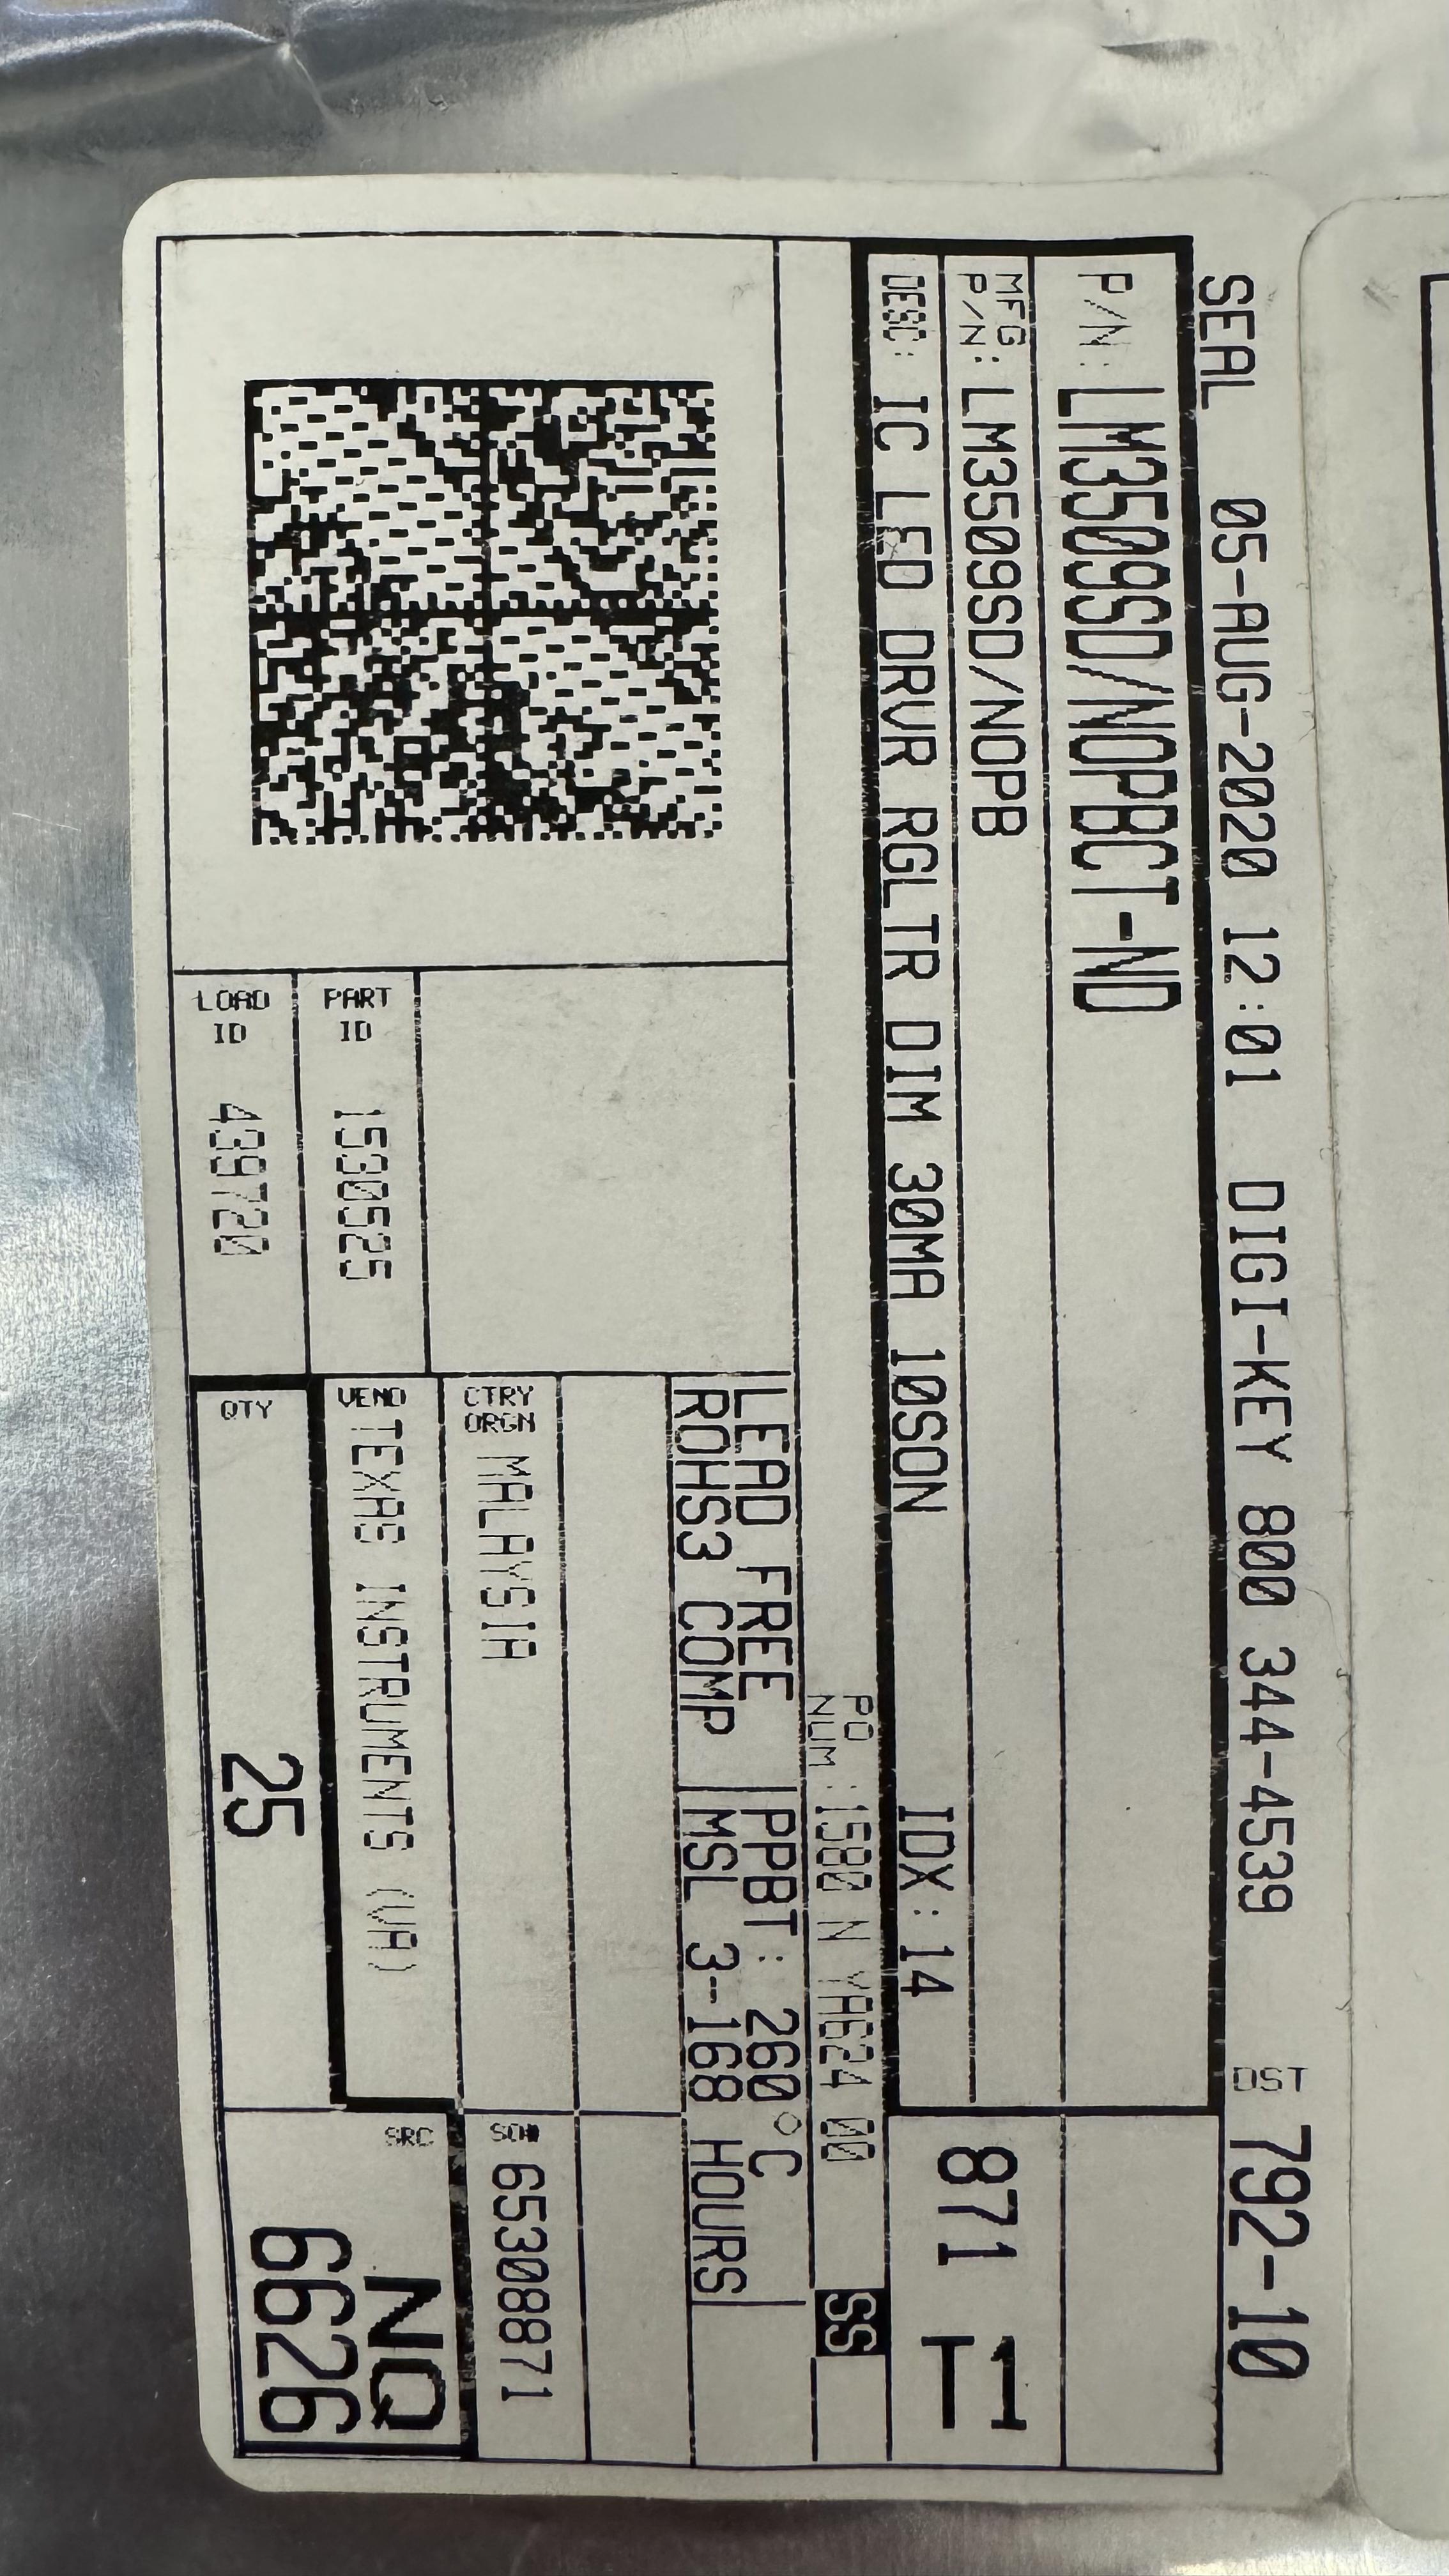 SEAL 05-AUG-2020 12:01 DIGI-KEY 800 344-4539 DST 792-10
P/N: LM3509SD/NOPBCT-ND
MFG P/N: LM3509SD/NOPB
DESC: IC LED DRVR RGLTR DIM 30MA 10SON IDX:14
871 T1
PO NUM :1580 N YA624 00 SS
LEAD FREE PPBT: 260°C
ROHS3 COMP MSL 3--168 HOURS
CTRY ORGN MALAYSIA
SO# 65308871
PART ID 1530525
VEND TEXAS INSTRUMENTS (VA)
LOAD ID 439720
QTY 25
SRC NQ
6626